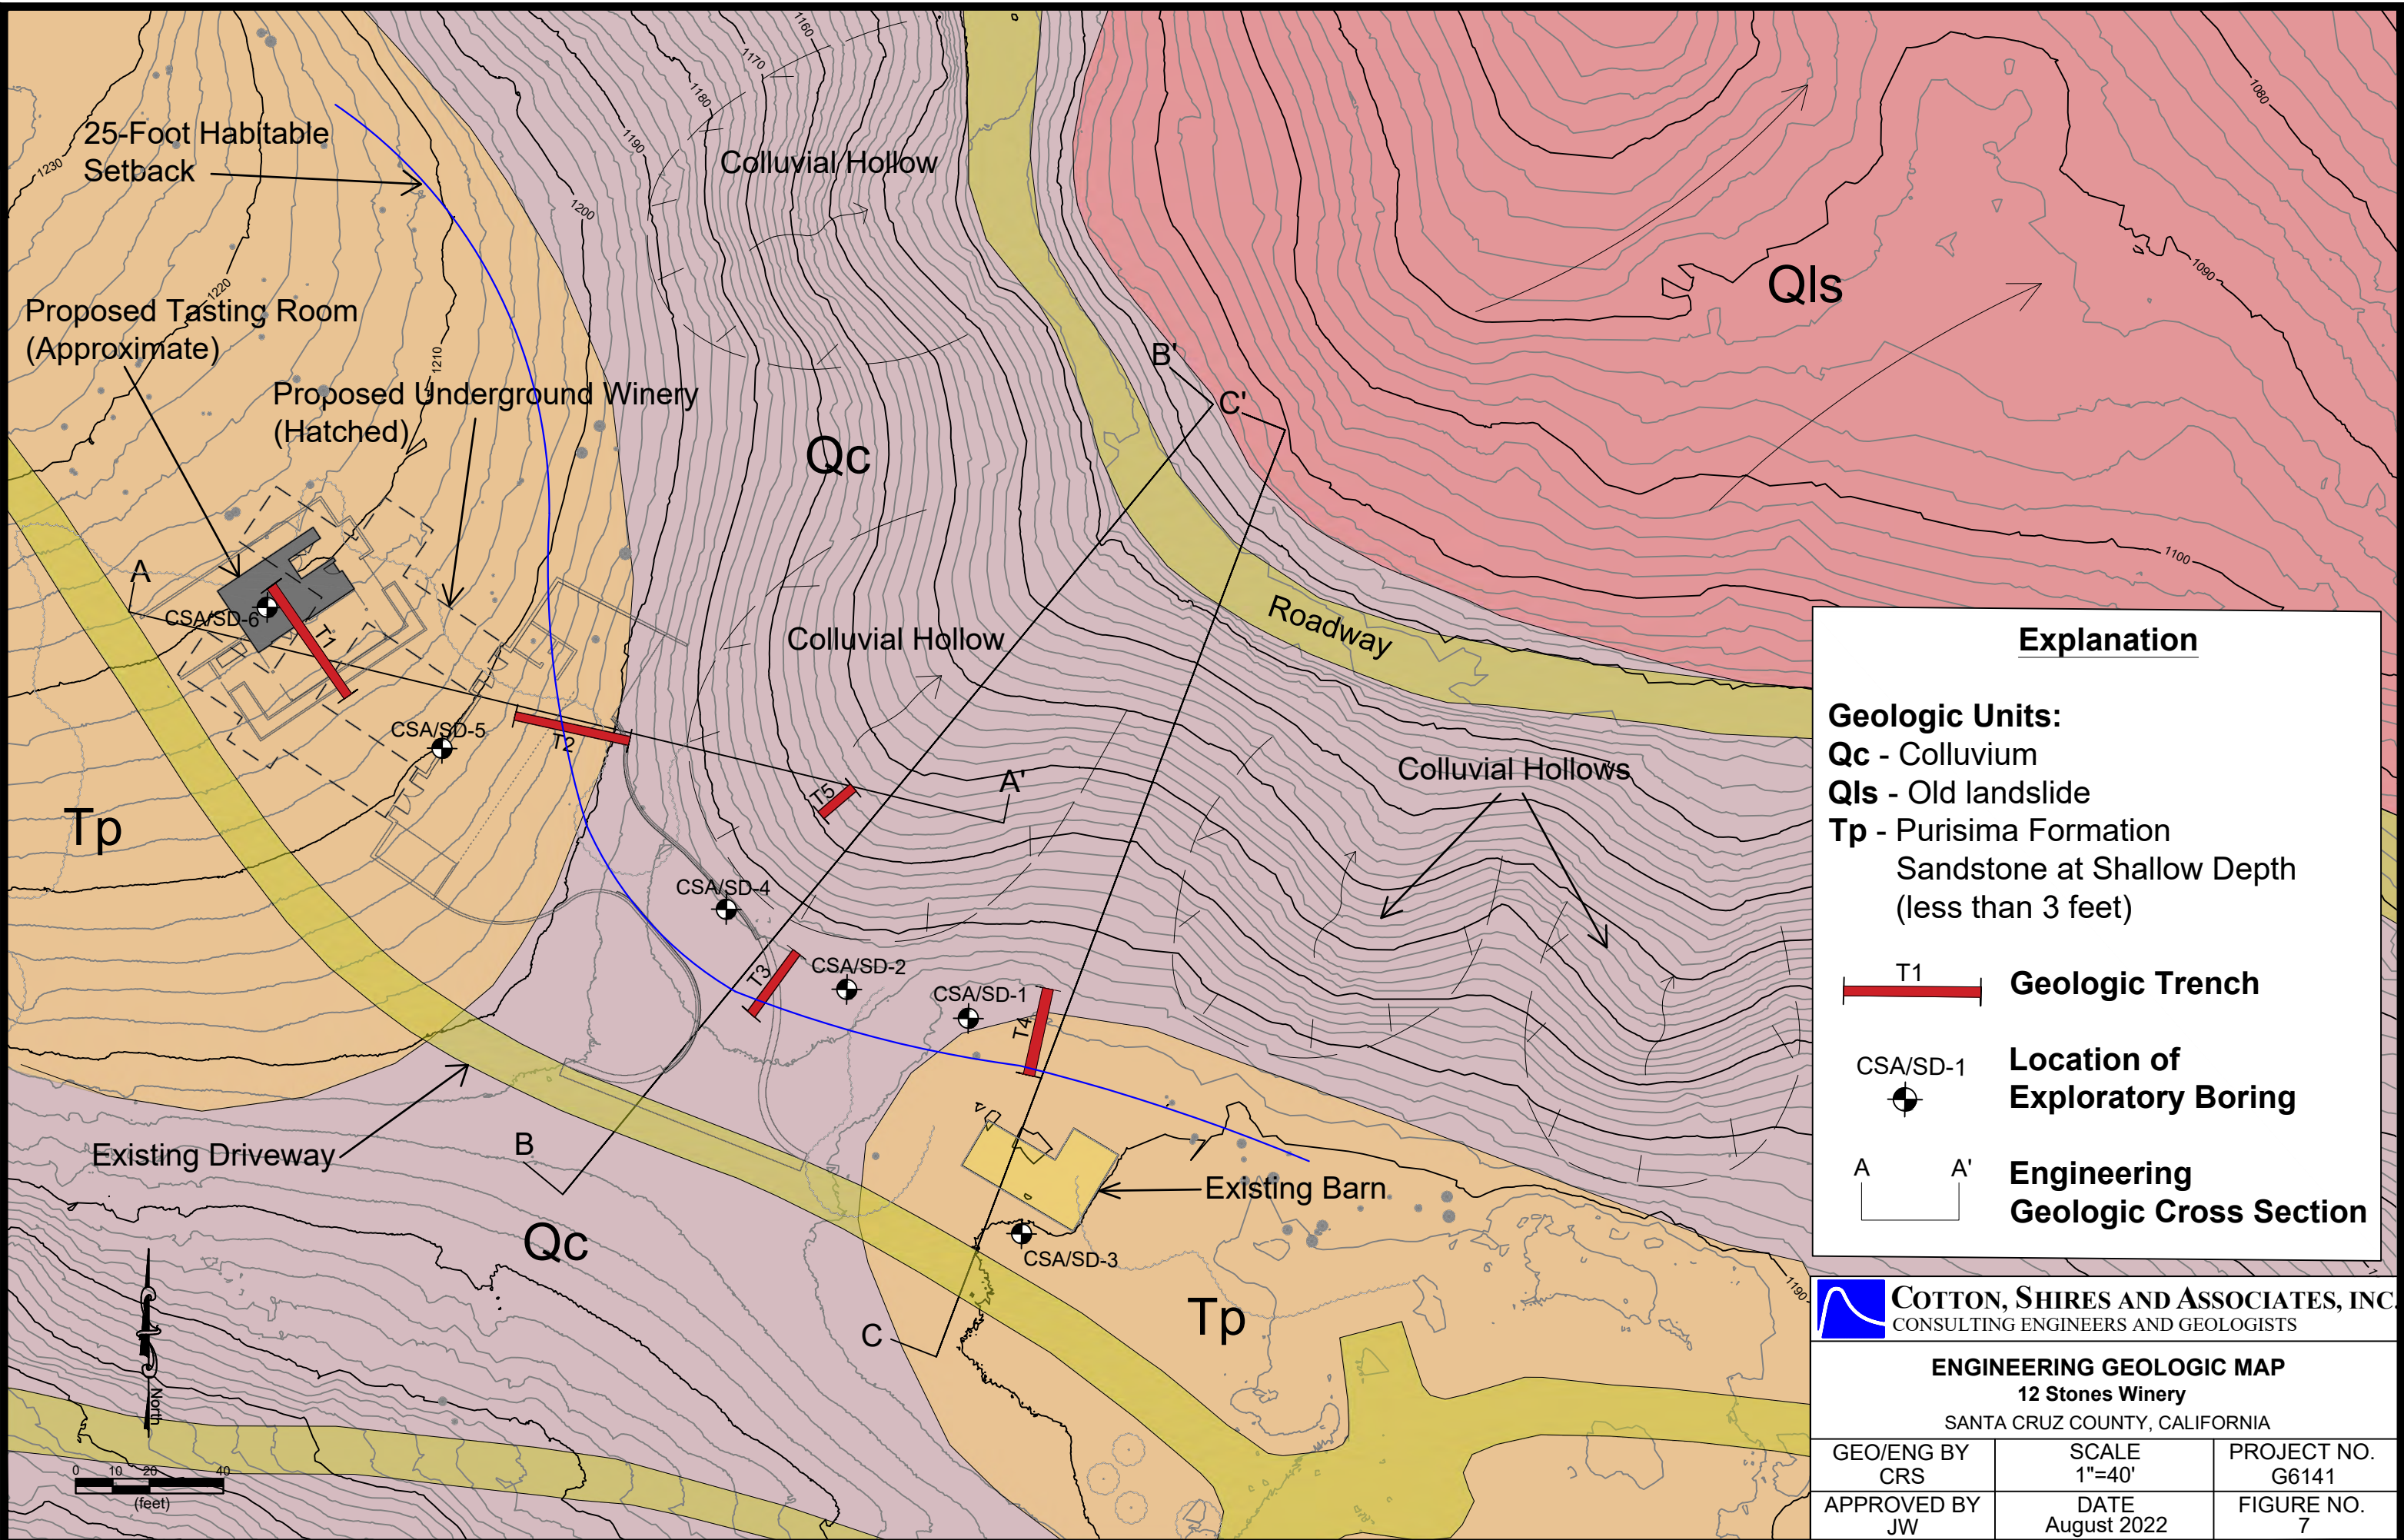 1160
1170
1180
1190
1200
1080
25-Foot Habitable
Setback
1230
Colluvial Hollow
1220
1210
1090
Qls
Proposed Tasting Room
(Approximate)
Proposed Underground Winery
(Hatched)
B'
C'
Qc
1100
A
CSA/SD-6
T1
Colluvial Hollow
Roadway
CSA/SD-5
T2
T5
A'
Colluvial Hollows
Tp
CSA/SD-4
T3
CSA/SD-2
CSA/SD-1
T4
Existing Driveway
B
Existing Barn
Qc
CSA/SD-3
Tp
C
1190
North
0 10 20 40
(feet)
Explanation
Geologic Units:
Qc - Colluvium
Qls - Old landslide
Tp - Purisima Formation
Sandstone at Shallow Depth
(less than 3 feet)
T1
Geologic Trench
CSA/SD-1
Location of
Exploratory Boring
A A'
Engineering
Geologic Cross Section
COTTON, SHIRES AND ASSOCIATES, INC.
CONSULTING ENGINEERS AND GEOLOGISTS
ENGINEERING GEOLOGIC MAP
12 Stones Winery
SANTA CRUZ COUNTY, CALIFORNIA
GEO/ENG BY
CRS
SCALE
1"=40'
PROJECT NO.
G6141
APPROVED BY
JW
DATE
August 2022
FIGURE NO.
7